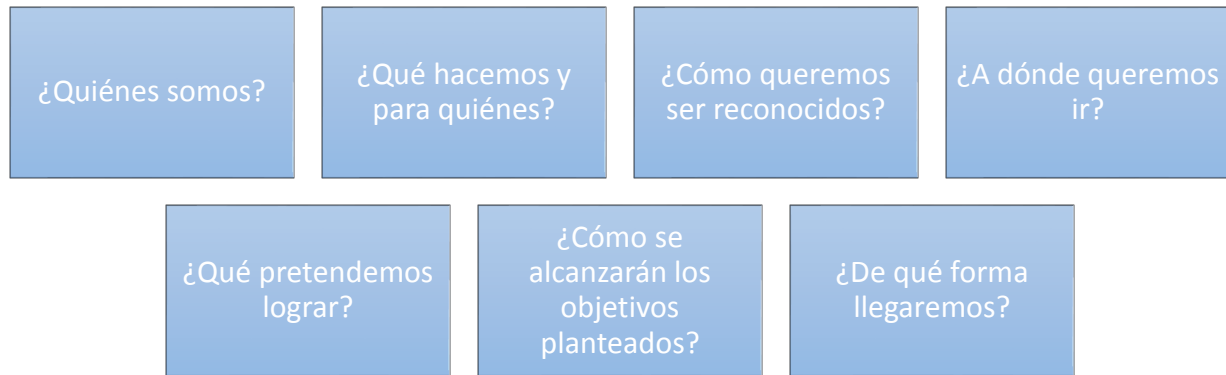 ¿Quiénes somos?
¿Qué hacemos y
para quiénes?
¿Cómo queremos
ser reconocidos?
¿A dónde queremos
ir?
¿Qué pretendemos
lograr?
¿Cómo se
alcanzarán los
objetivos
planteados?
¿De qué forma
llegaremos?